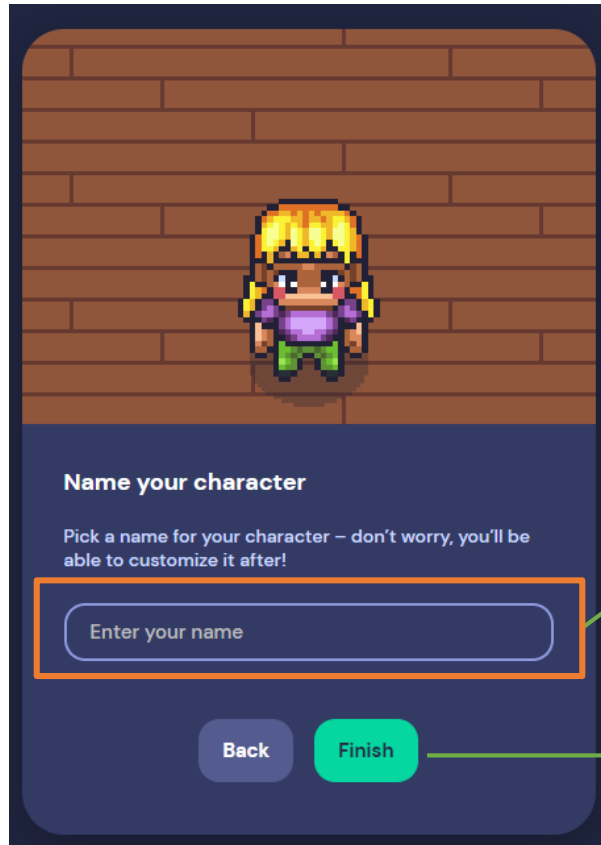 Name your character
Pick a name for your character – don’t worry, you’ll be
able to customize it after!
Enter your name
Back
Finish